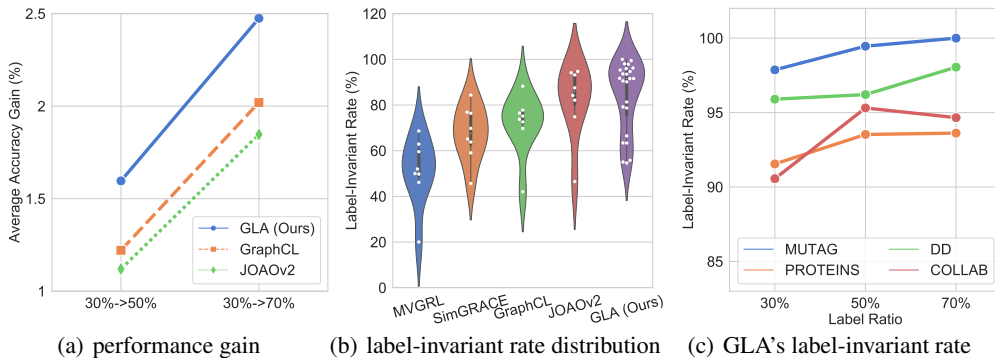 Average Accuracy Gain (%)
2.5
2
1.5
1
GLA (Ours)
GraphCL
JOAOv2
30%->50%
30%->70%
(a) performance gain
Label-Invariant Rate (%)
120
100
80
60
40
20
0
MVGRL
SimGRACE
GraphCL
JOAOv2
GLA (Ours)
(b) label-invariant rate distribution
Label-Invariant Rate (%)
100
95
90
85
MUTAG
PROTEINS
DD
COLLAB
30%
50%
70%
Label Ratio
(c) GLA's label-invariant rate